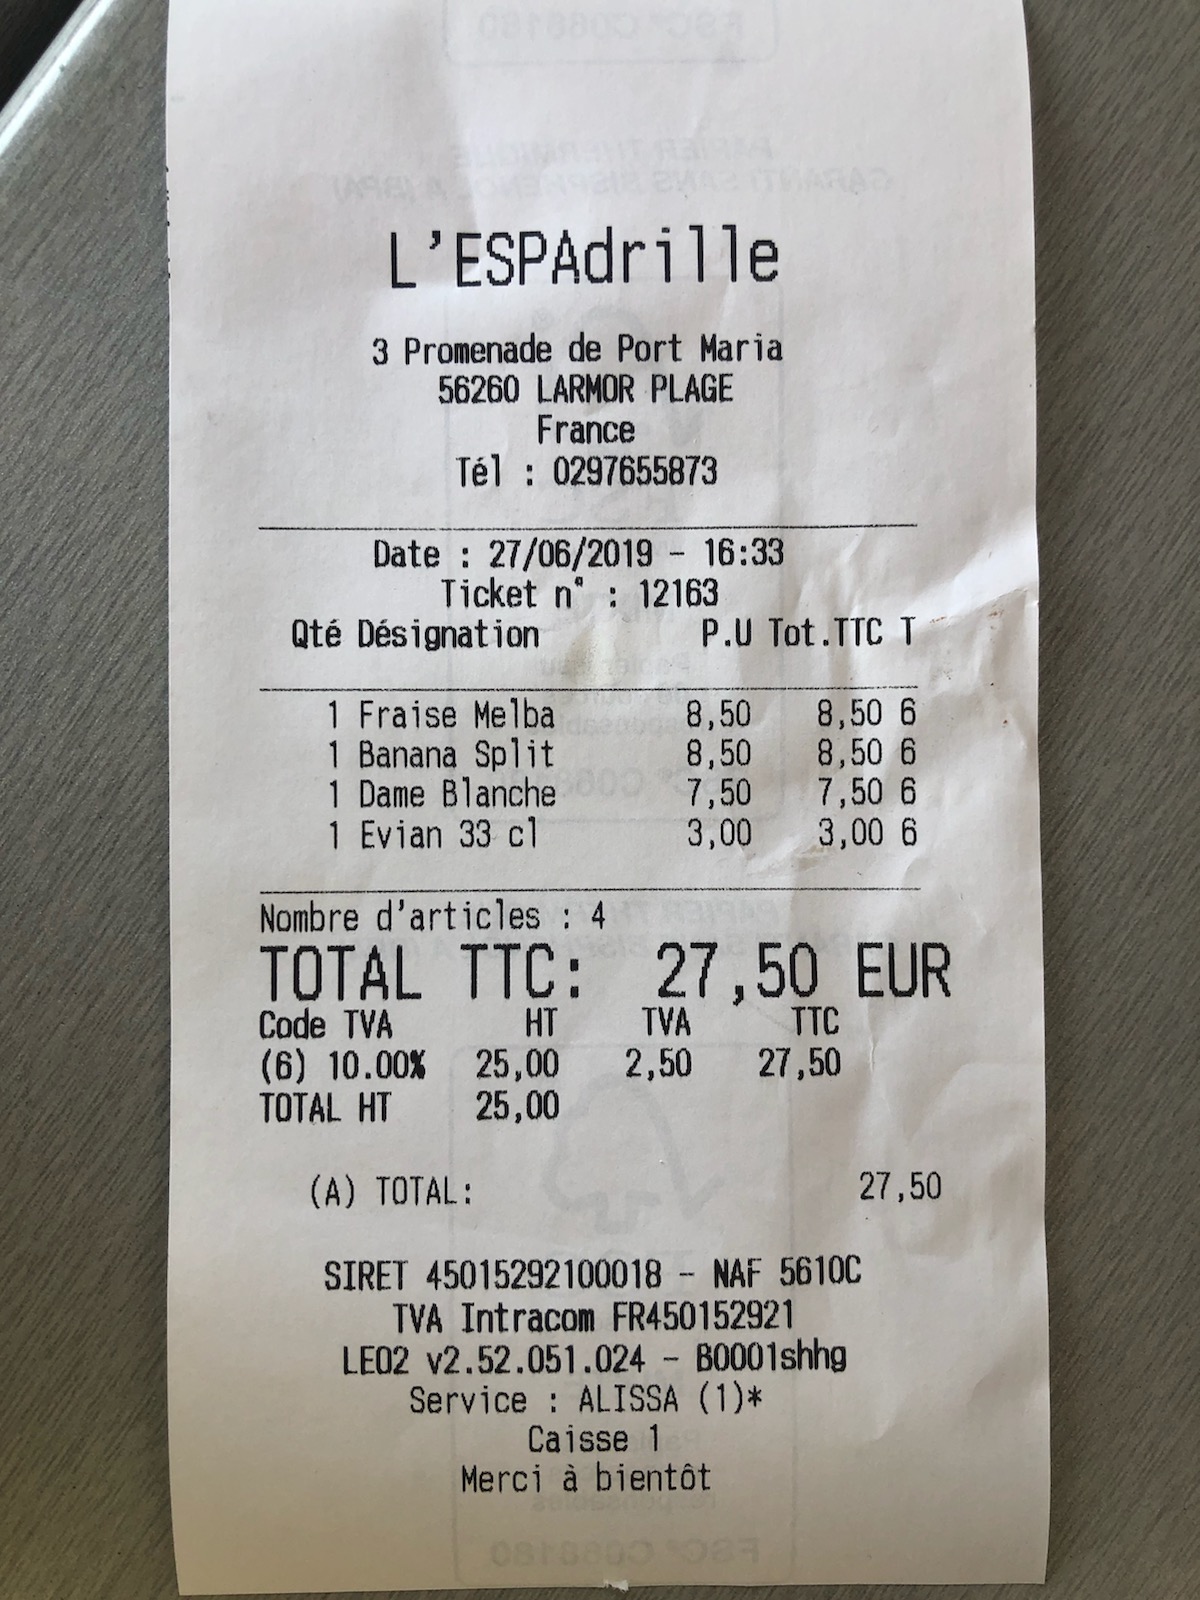 L'ESPAdrille
3 Promenade de Port Maria
56260 LARMOR PLAGE
France
Tél : 0297655873
Date : 27/06/2019 - 16:33
Ticket n° : 12163
Qté Désignation P.U Tot.TTC T
1 Fraise Melba 8,50 8,50 6
1 Banana Split 8,50 8,50 6
1 Dame Blanche 7,50 7,50 6
1 Evian 33 cl 3,00 3,00 6
Nombre d'articles : 4
TOTAL TTC: 27,50 EUR
Code TVA HT TVA TTC
(6) 10.00% 25,00 2,50 27,50
TOTAL HT 25,00
(A) TOTAL: 27,50
SIRET 45015292100018 - NAF 5610C
TVA Intracom FR450152921
LEO2 v2.52.051.024 - B0001shhg
Service : ALISSA (1)*
Caisse 1
Merci à bientôt